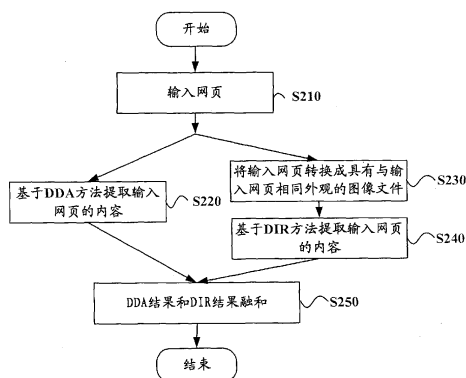 开始
输入网页
S210
基于DDA方法提取输入
网页的内容
S220
将输入网页转换成具有与输
入网页相同外观的图像文件
S230
基于DIR方法提取输入网页
的内容
S240
DDA结果和DIR结果融和
S250
结束